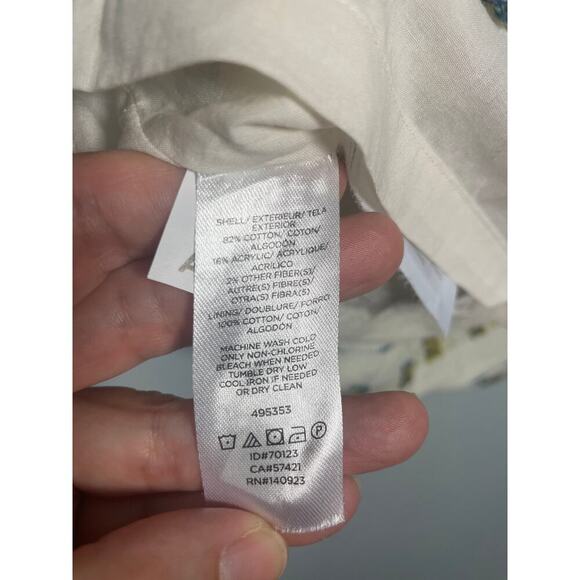 SHELL/ EXTERIEUR/ TELA
EXTERIOR
82% COTTON/ COTON/
ALGODÓN
16% ACRYLIC/ ACRYLIQUE/
ACRÍLICO
2% OTHER FIBER(S)/
AUTRE(S) FIBRE(S)/
OTRA(S) FIBRA(S)
LINING/ DOUBLURE/ FORRO
100% COTTON/ COTON/
ALGODÓN
MACHINE WASH COLD
ONLY NON-CHLORINE
BLEACH WHEN NEEDED
TUMBLE DRY LOW
COOL IRON IF NEEDED
OR DRY CLEAN
495353
P
ID#70123
CA#57421
RN#140923